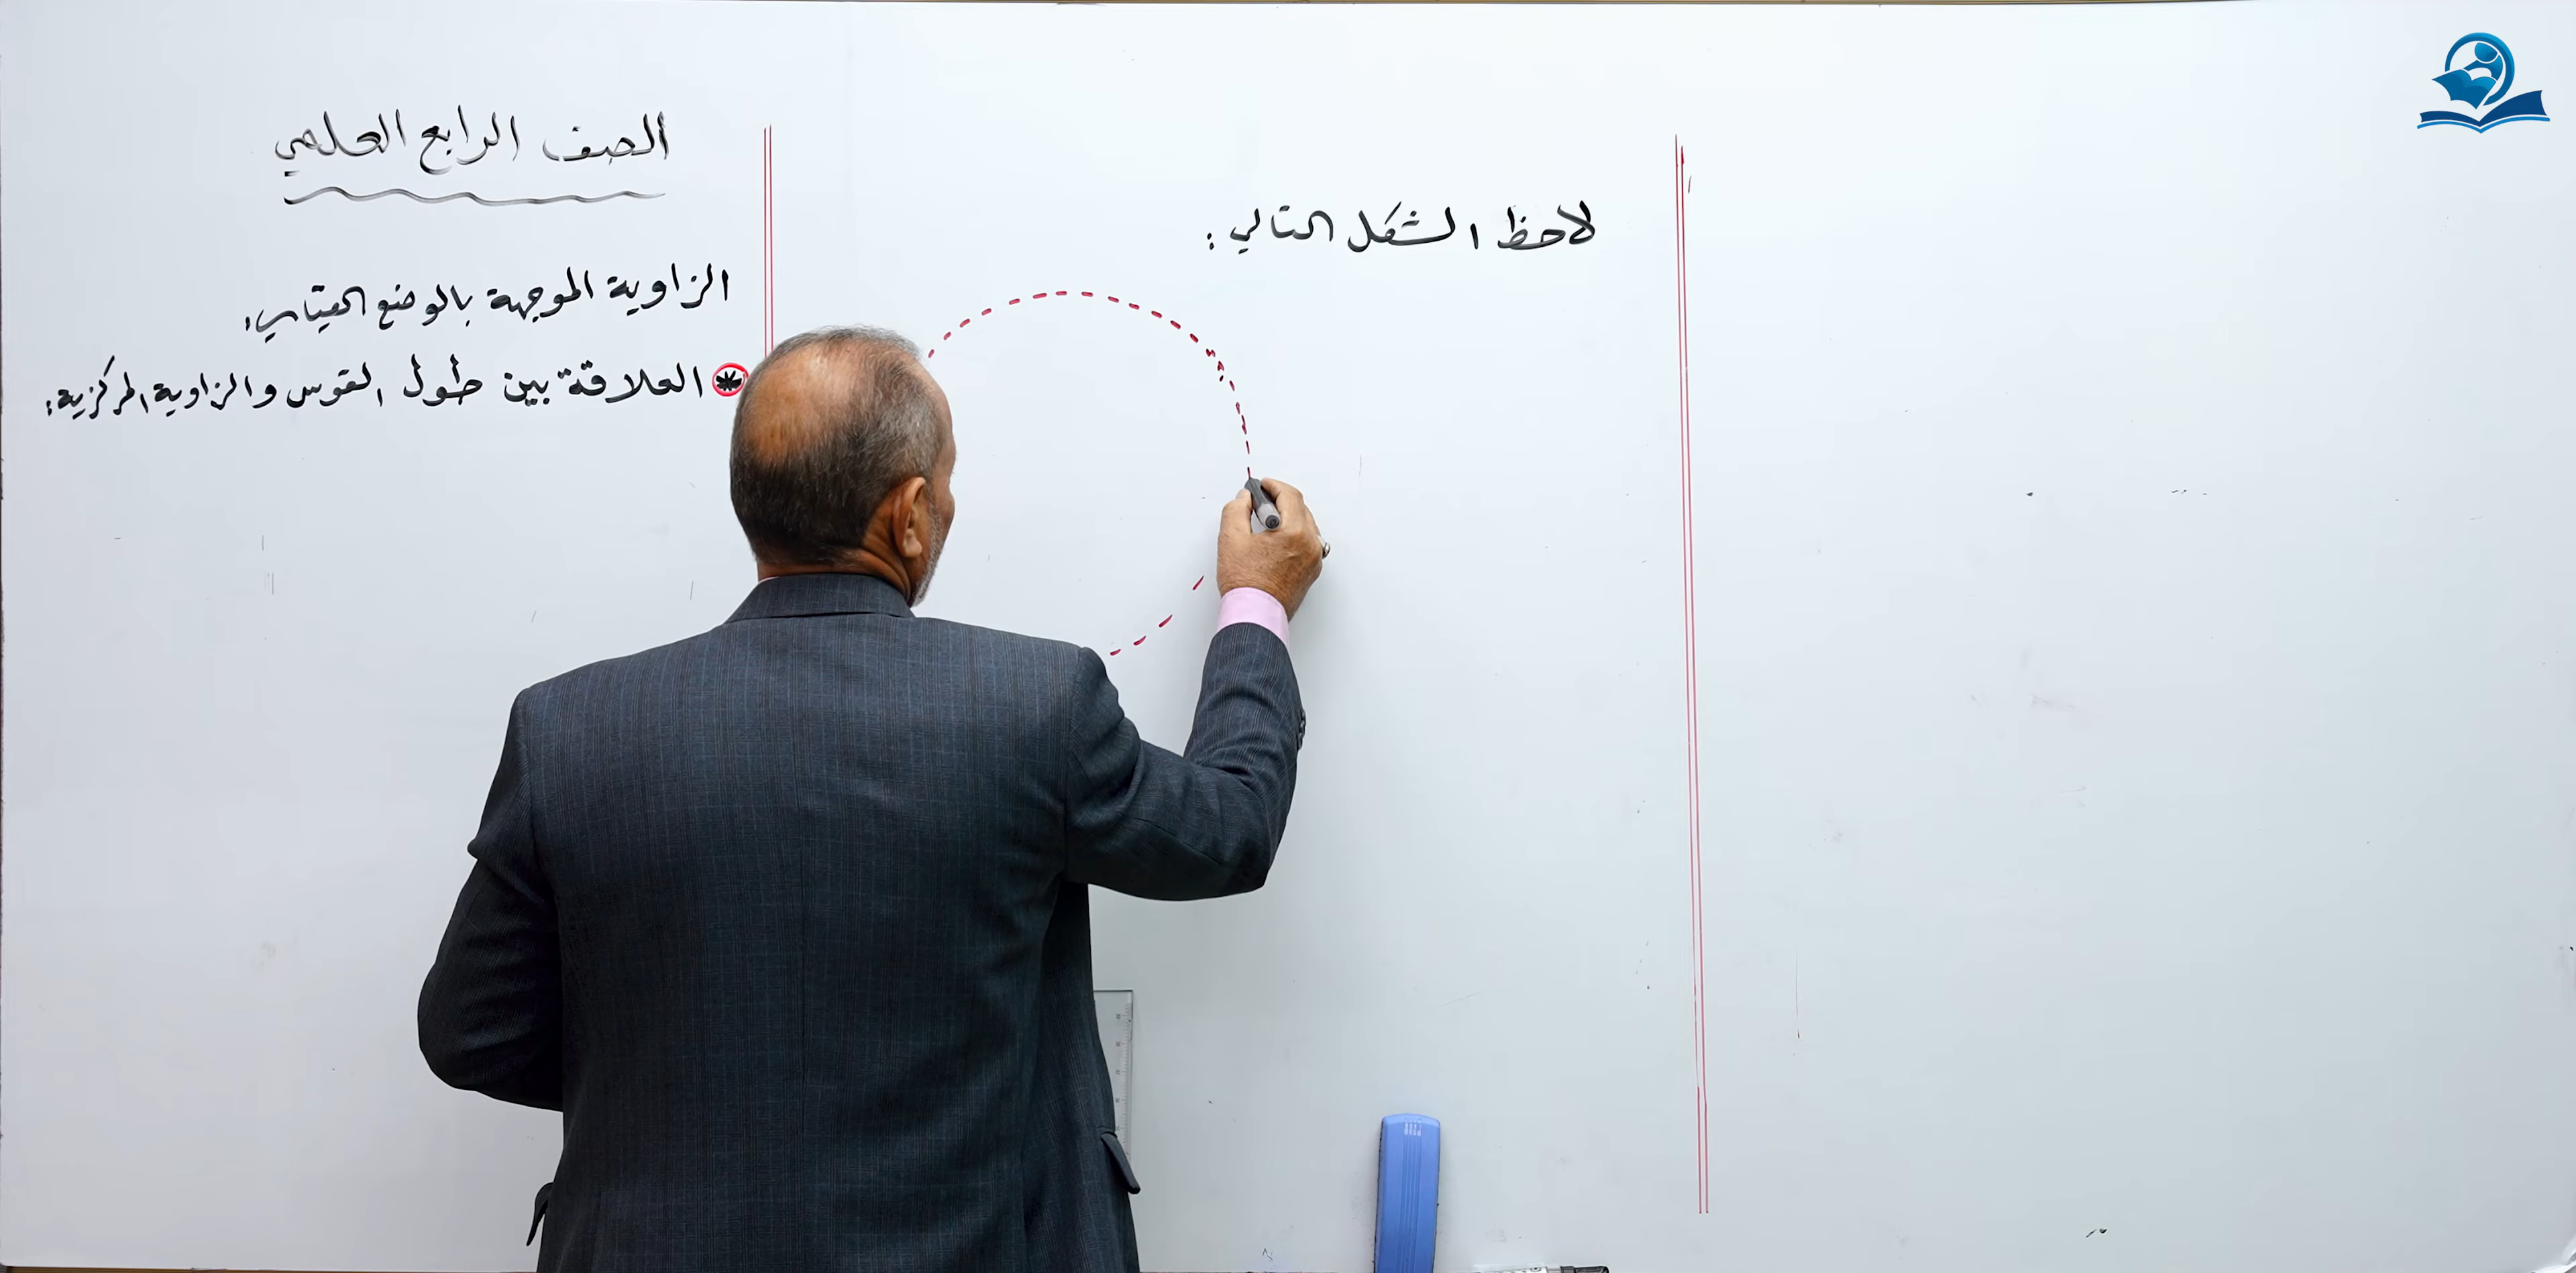 الصف الرابع العلمي
الزاوية الموجهة بالوضع القياسي:
العلاقة بين طول القوس والزاوية المركزية:
لاحظ الشكل التالي: